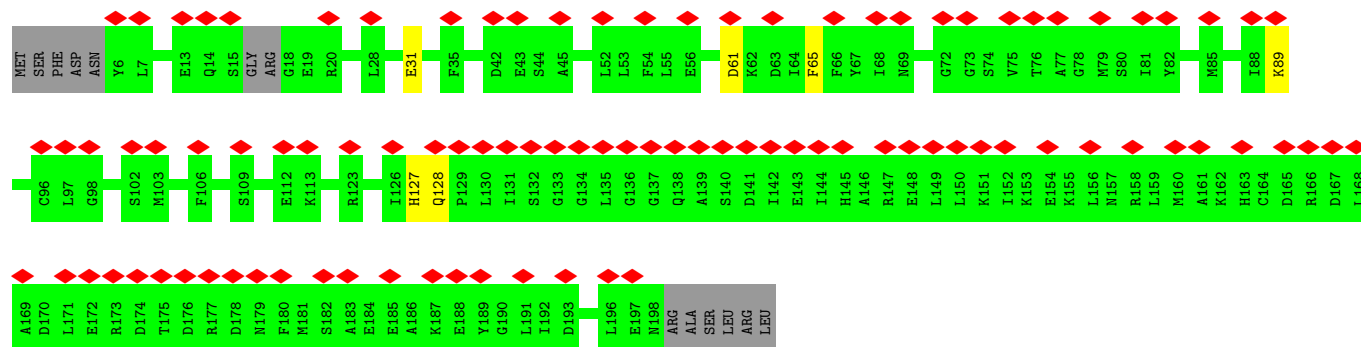 MET SER PHE ASP ASN Y6 L7 E13 Q14 S15 GLY ARG G18 E19 R20 L28 E31 F35 D42 E43 S44 A45 L52 L53 F54 L55 E56 D61 K62 D63 I64 F65 F66 Y67 I68 N69 G72 G73 S74 V75 T76 A77 G78 M79 S80 I81 Y82 M85 I88 K89
C96 L97 G98 S102 M103 F106 S109 E112 K113 R123 I126 H127 Q128 P129 L130 I131 S132 G133 G134 L135 G136 G137 Q138 A139 S140 D141 I142 E143 I144 H145 A146 R147 E148 L149 L150 K151 I152 K153 E154 K155 L156 N157 R158 L159 M160 A161 K162 H163 C164 D165 R166 D167 L168
A169 D170 L171 E172 R173 D174 T175 D176 R177 D178 N179 F180 M181 S182 A183 E184 E185 A186 K187 E188 Y189 G190 L191 I192 D193 L196 E197 N198 ARG ALA SER LEU ARG LEU